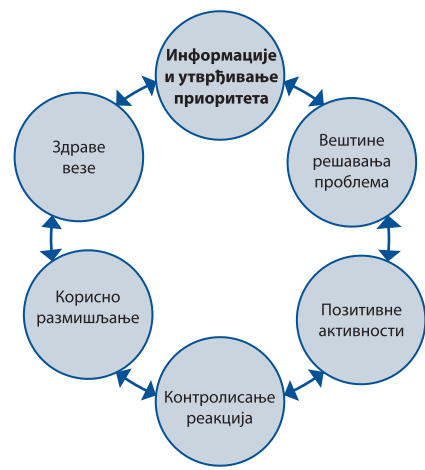 Информације
и утврђивање
приоритета
Вештине
решавања
проблема
Позитивне
активности
Контролисање
реакција
Корисно
размишљање
Здраве
везе